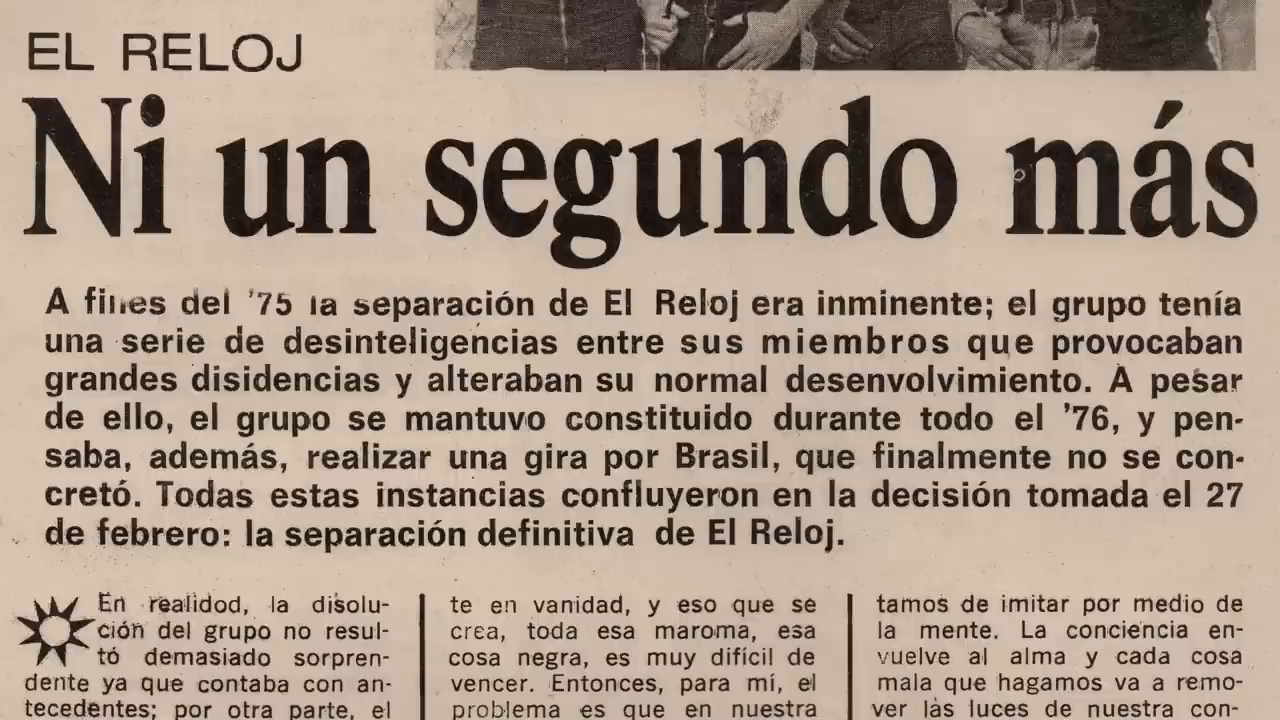 EL RELOJ
Ni un segundo más
A fines del '75 la separación de El Reloj era inminente; el grupo tenía
una serie de desinteligencias entre sus miembros que provocaban
grandes disidencias y alteraban su normal desenvolvimiento. A pesar
de ello, el grupo se mantuvo constituido durante todo el '76, y pen-
saba, además, realizar una gira por Brasil, que finalmente no se con-
cretó. Todas estas instancias confluyeron en la decisión tomada el 27
de febrero: la separación definitiva de El Reloj.
En realidod, la disolu-
ción del grupo no resul-
tó demasiado sorpren-
dente ya que contaba con an-
tecedentes; por otra parte, el
te en vanidad, y eso que se
crea, toda esa maroma, esa
cosa negra, es muy difícil de
vencer. Entonces, para mí, el
problema es que en nuestra
tamos de imitar por medio de
la mente. La conciencia en-
vuelve al alma y cada cosa
mala que hagamos va a remo-
ver las luces de nuestra con-